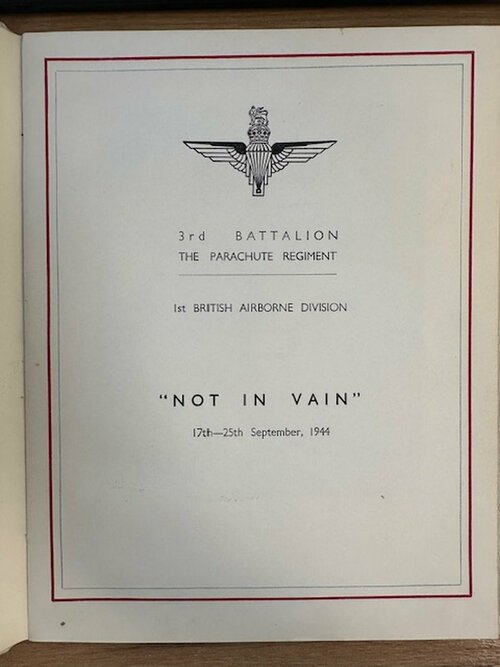 3rd BATTALION
THE PARACHUTE REGIMENT
1st BRITISH AIRBORNE DIVISION
“NOT IN VAIN”
17th—25th September, 1944